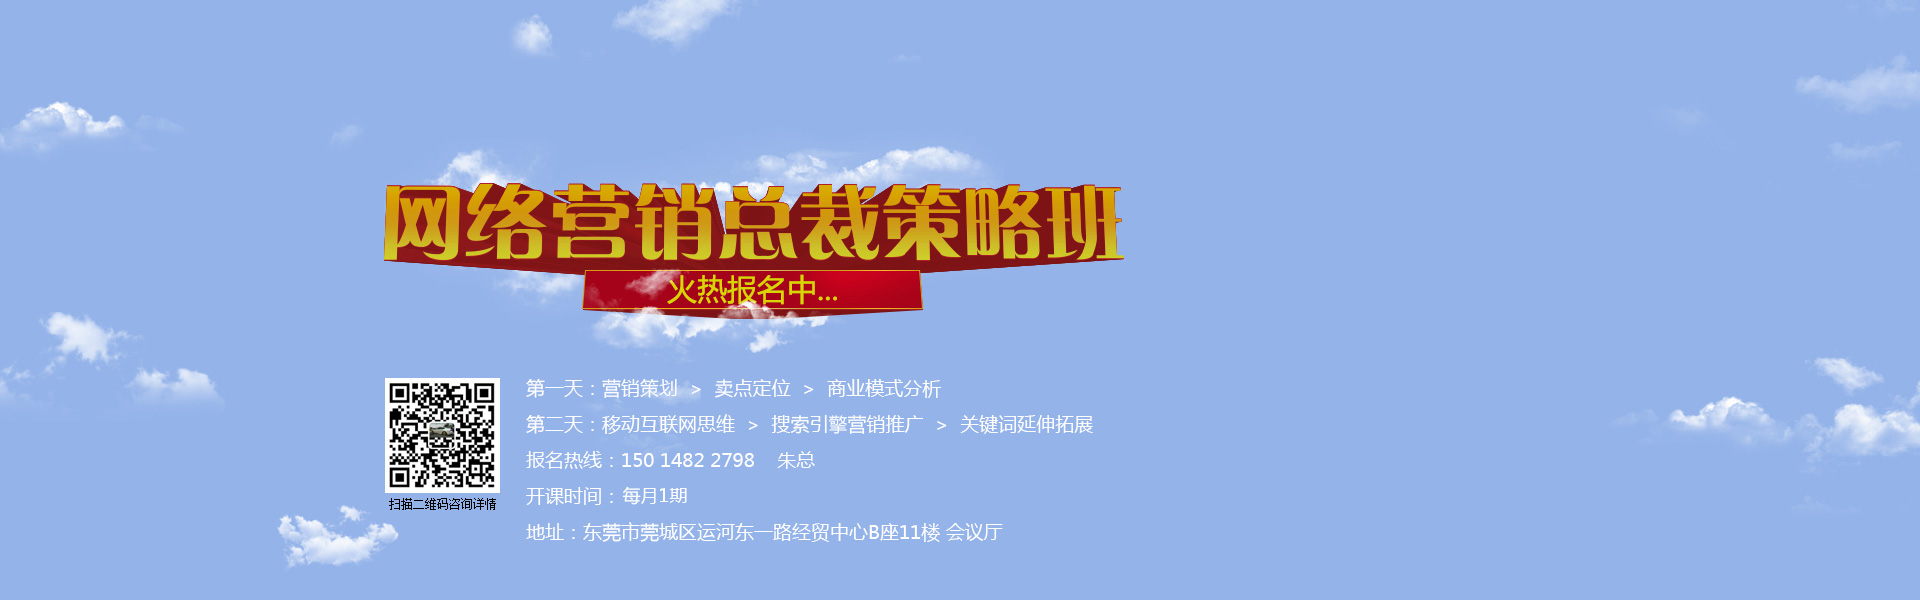 网络营销总裁策略班
火热报名中...
第一天：营销策划 > 卖点定位 > 商业模式分析
第二天：移动互联网思维 > 搜索引擎营销推广 > 关键词延伸拓展
报名热线：150 1482 2798 朱总
开课时间：每月1期
地址：东莞市莞城区运河东一路经贸中心B座11楼 会议厅
扫描二维码咨询详情